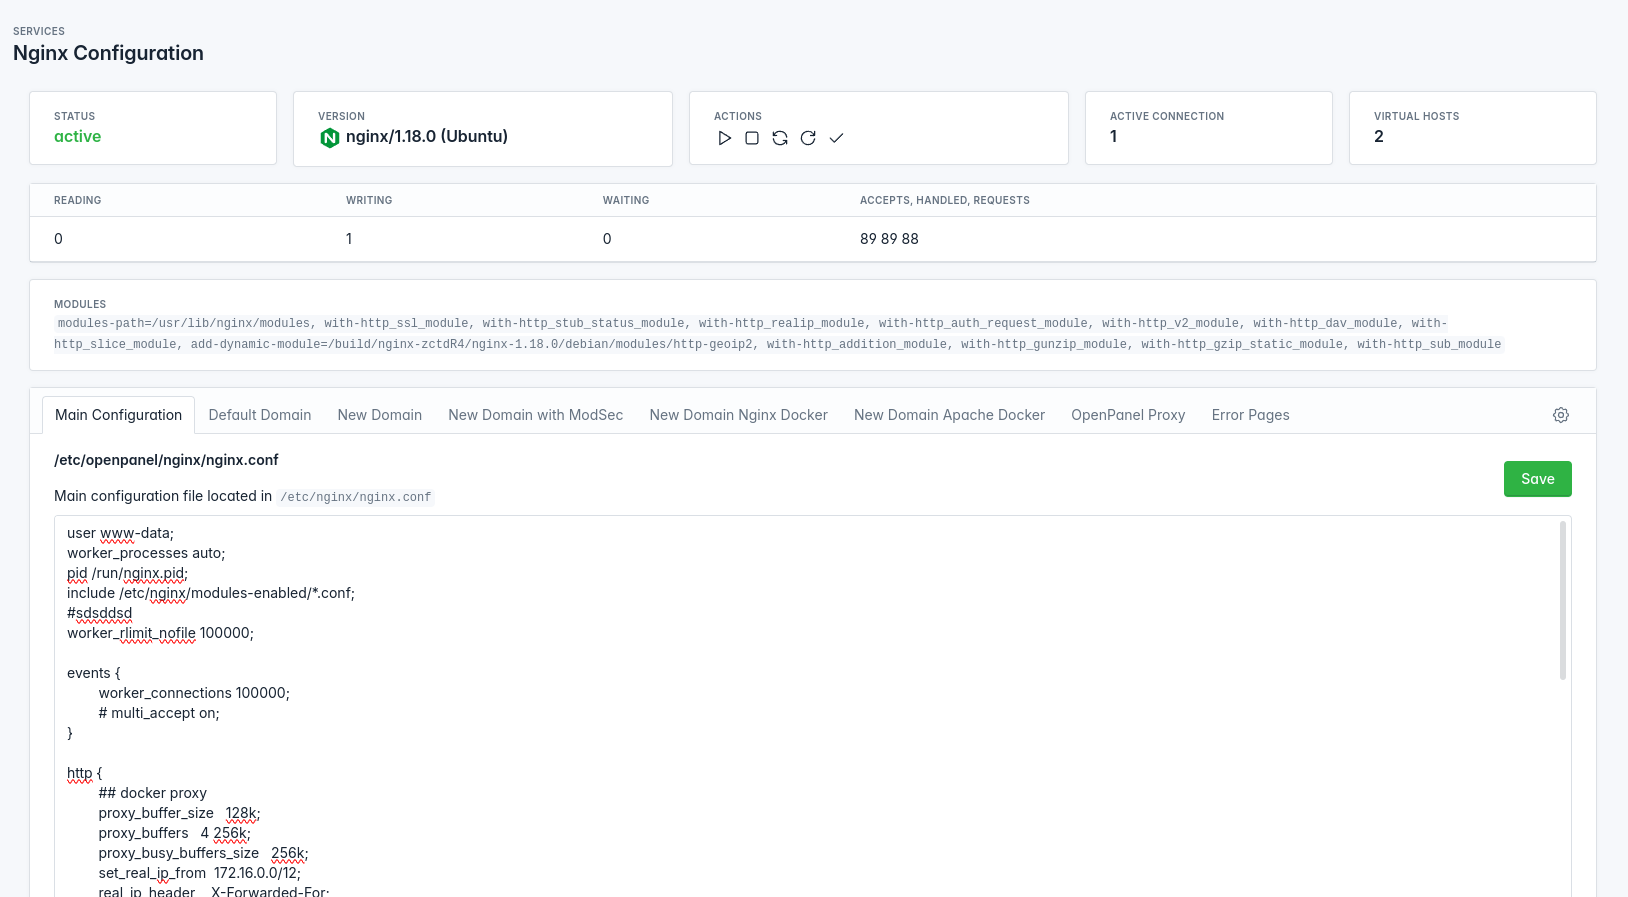 SERVICES
Nginx Configuration
STATUS
active
VERSION
nginx/1.18.0 (Ubuntu)
ACTIONS
ACTIVE CONNECTION
1
VIRTUAL HOSTS
2
READING WRITING WAITING ACCEPTS, HANDLED, REQUESTS
0 1 0 89 89 88
MODULES
modules-path=/usr/lib/nginx/modules, with-http_ssl_module, with-http_stub_status_module, with-http_realip_module, with-http_auth_request_module, with-http_v2_module, with-http_dav_module, with-
http_slice_module, add-dynamic-module=/build/nginx-zctdR4/nginx-1.18.0/debian/modules/http-geoip2, with-http_addition_module, with-http_gunzip_module, with-http_gzip_static_module, with-http_sub_module
Main Configuration Default Domain New Domain New Domain with ModSec New Domain Nginx Docker New Domain Apache Docker OpenPanel Proxy Error Pages
/etc/openpanel/nginx/nginx.conf
Save
Main configuration file located in /etc/nginx/nginx.conf
user www-data;
worker_processes auto;
pid /run/nginx.pid;
include /etc/nginx/modules-enabled/*.conf;
#sdsddsd
worker_rlimit_nofile 100000;
events {
worker_connections 100000;
# multi_accept on;
}
http {
## docker proxy
proxy_buffer_size 128k;
proxy_buffers 4 256k;
proxy_busy_buffers_size 256k;
set_real_ip_from 172.16.0.0/12;
real_ip_header X-Forwarded-For;